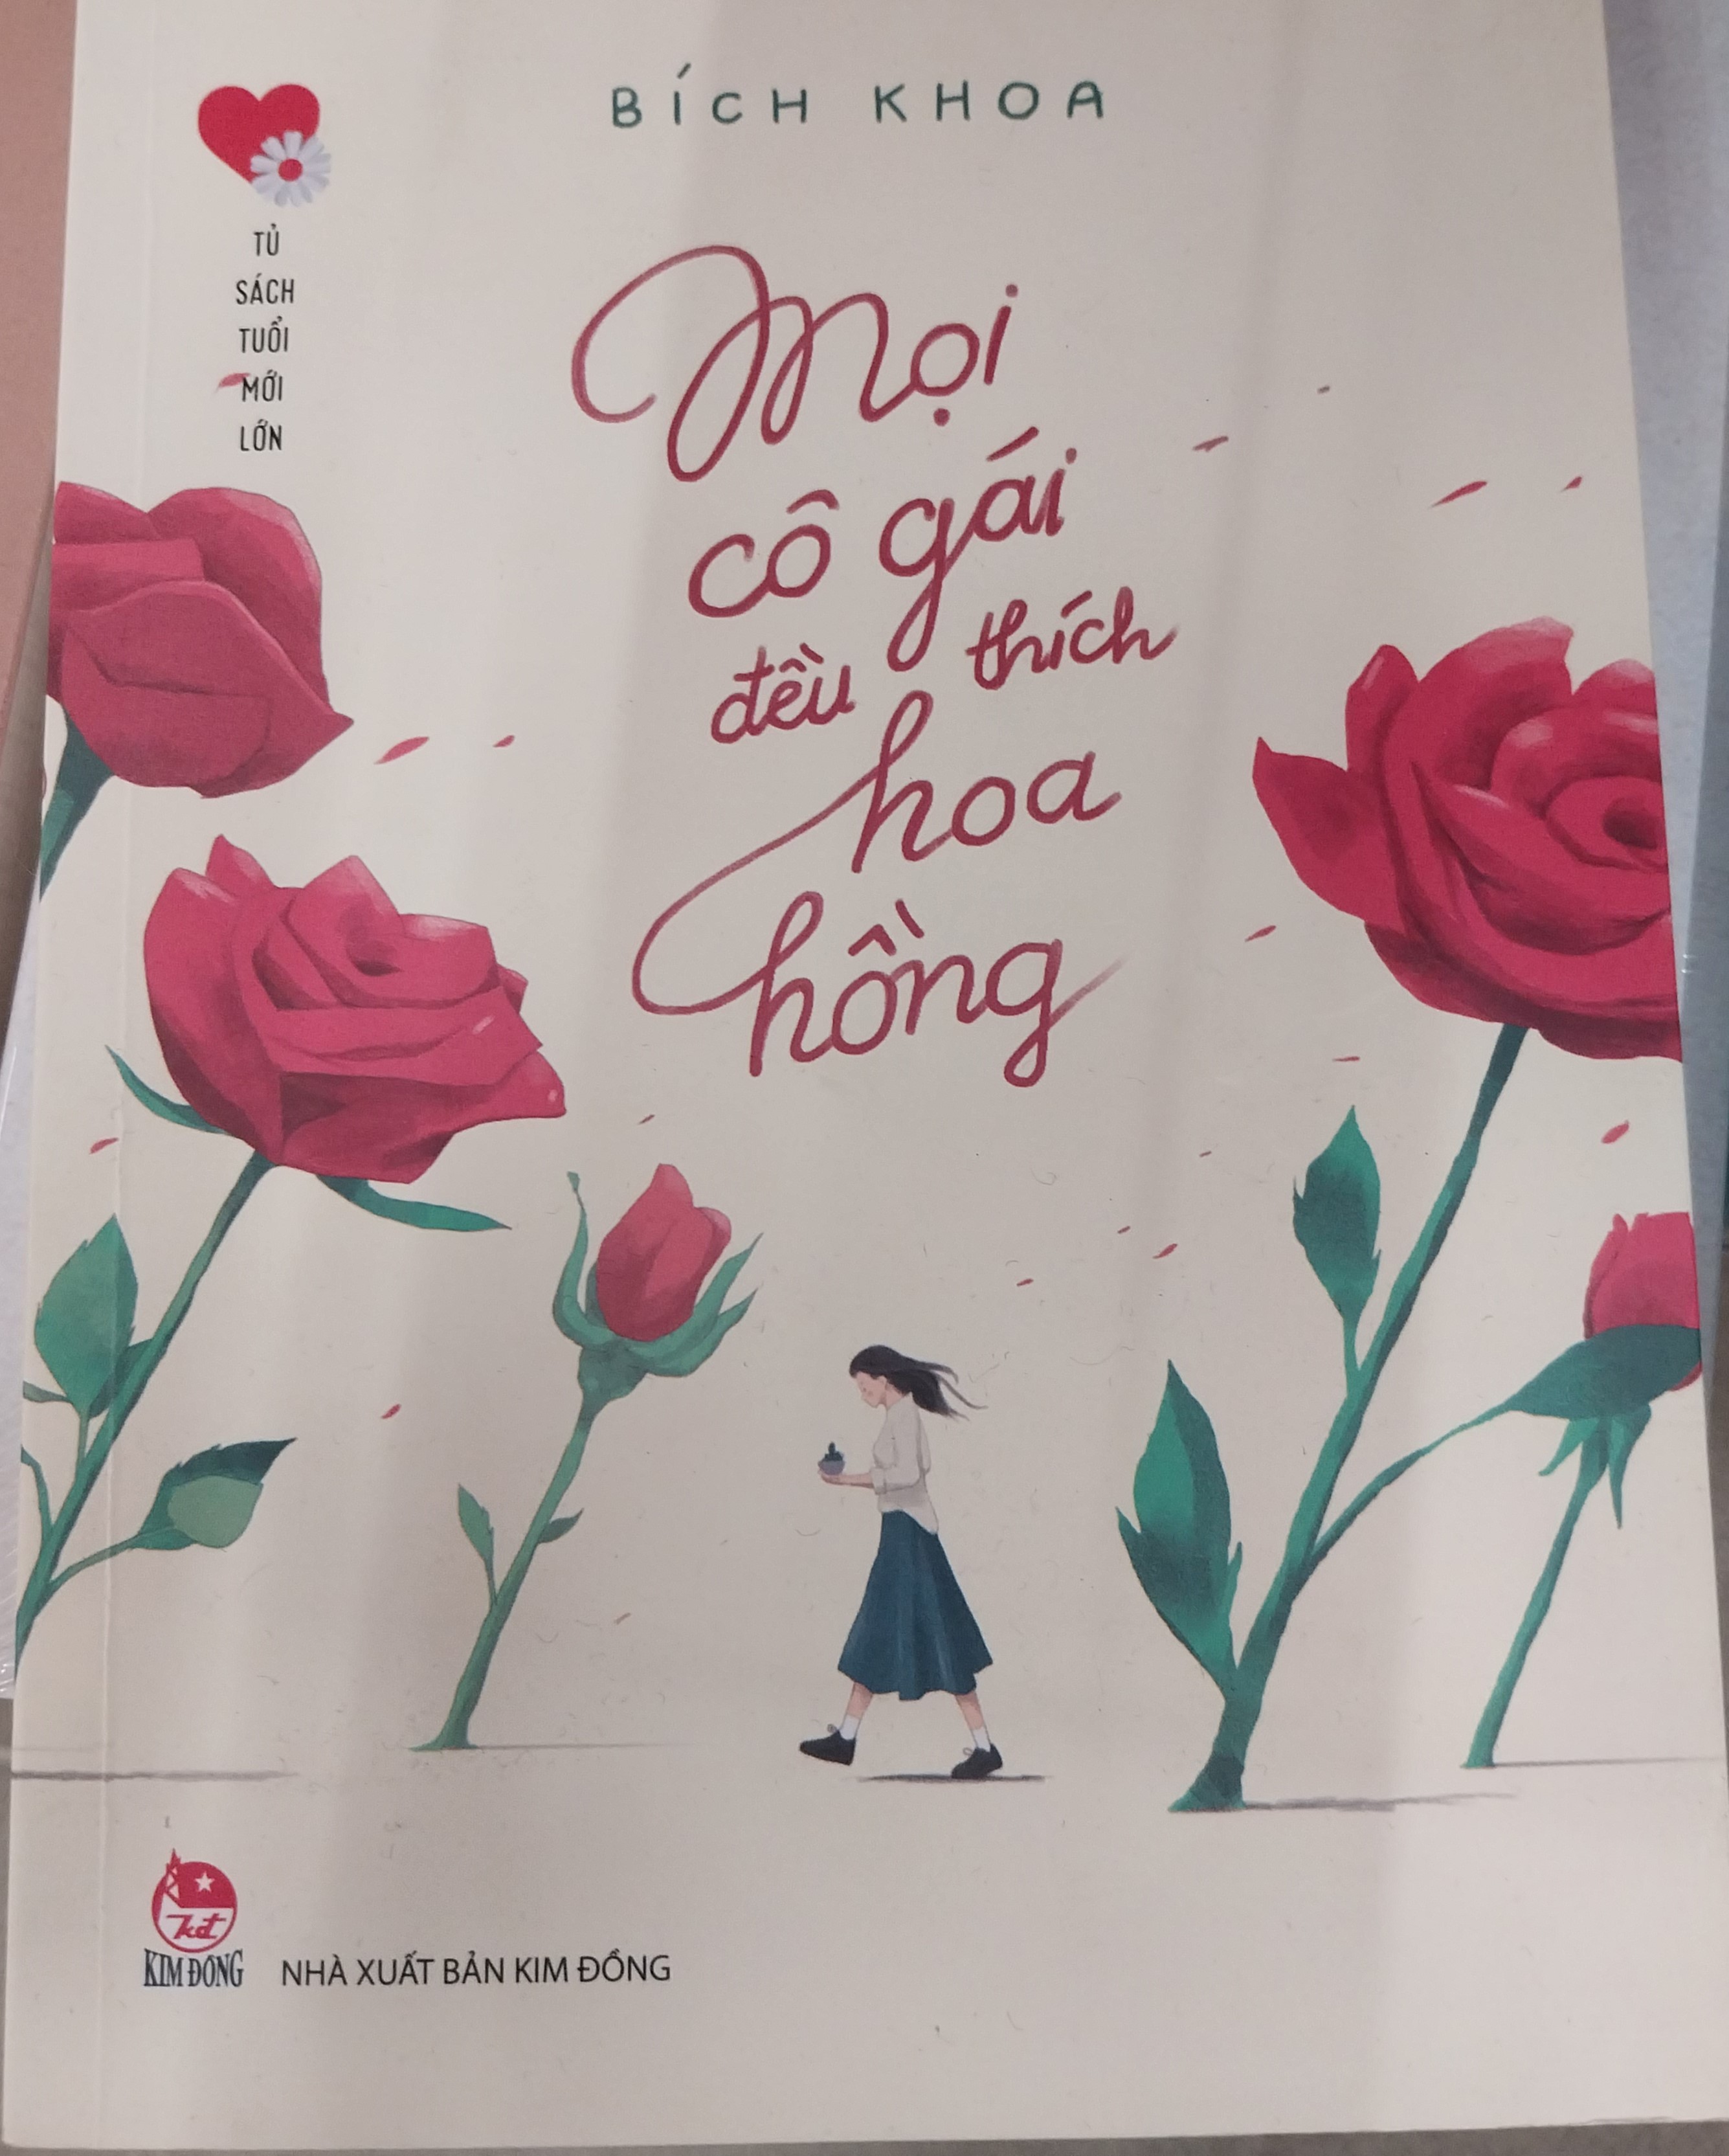 BÍCH KHOA
TỦ
SÁCH
TUỔI
MỚI
LỚN
Mọi
cô gái
đều thích
hoa
hồng
kđ
KIM ĐỒNG
NHÀ XUẤT BẢN KIM ĐỒNG